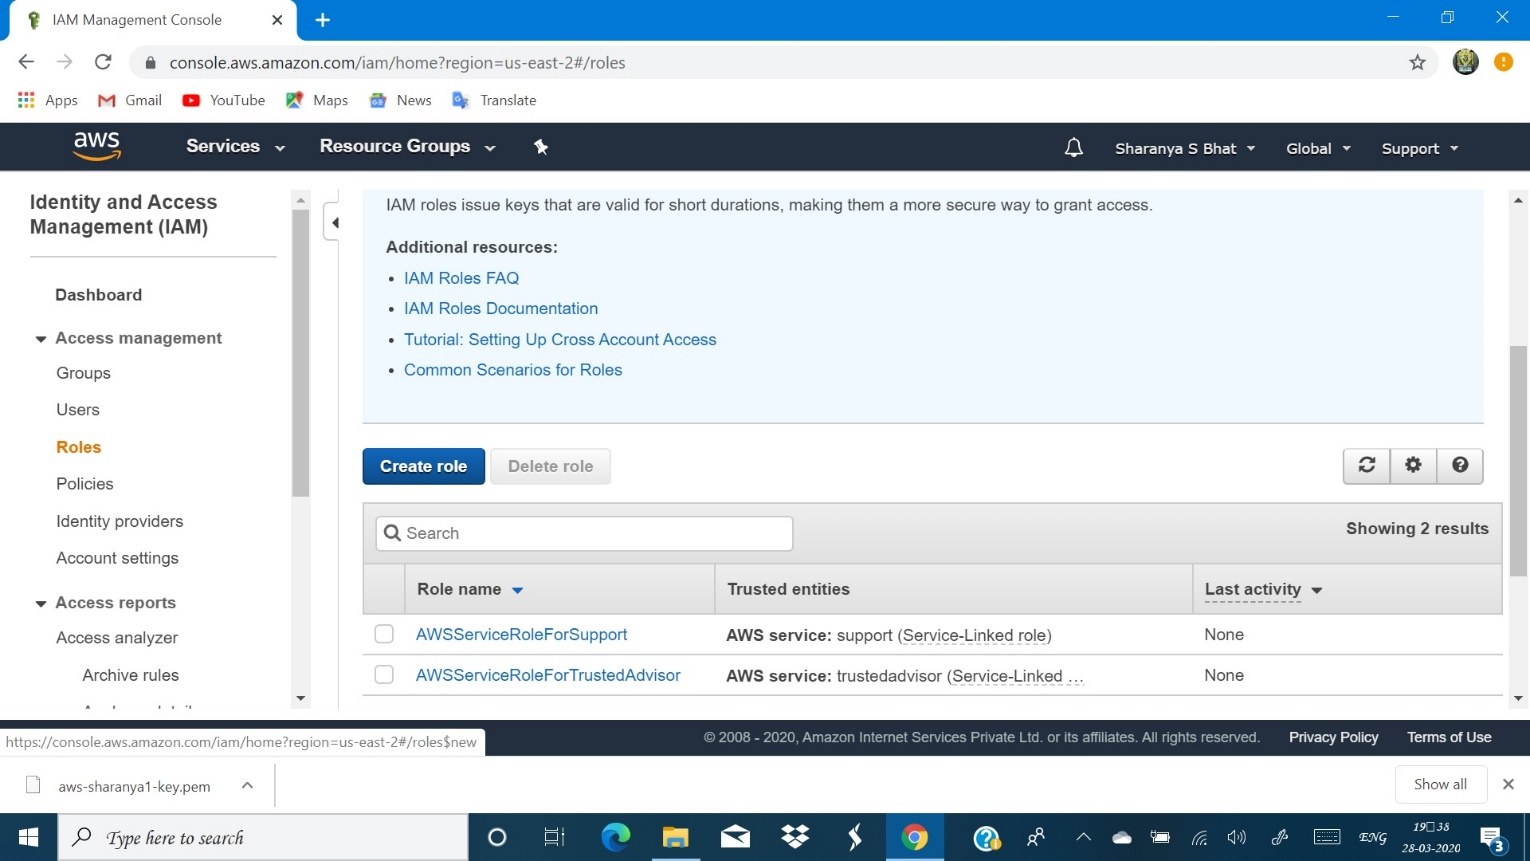 IAM Management Console
console.aws.amazon.com/iam/home?region=us-east-2#/roles
Apps Gmail YouTube Maps News Translate
aws Services Resource Groups Sharanya S Bhat Global Support
Identity and Access
Management (IAM)
Dashboard
Access management
Groups
Users
Roles
Policies
Identity providers
Account settings
Access reports
Access analyzer
Archive rules
IAM roles issue keys that are valid for short durations, making them a more secure way to grant access.
Additional resources:
• IAM Roles FAQ
• IAM Roles Documentation
• Tutorial: Setting Up Cross Account Access
• Common Scenarios for Roles
Create role Delete role
Search Showing 2 results
Role name Trusted entities Last activity
AWSServiceRoleForSupport AWS service: support (Service-Linked role) None
AWSServiceRoleForTrustedAdvisor AWS service: trustedadvisor (Service-Linked ... None
https://console.aws.amazon.com/iam/home?region=us-east-2#/roles$new
© 2008 - 2020, Amazon Internet Services Private Ltd. or its affiliates. All rights reserved. Privacy Policy Terms of Use
aws-sharanya1-key.pem Show all
Type here to search
ENG
19□38
28-03-2020
3